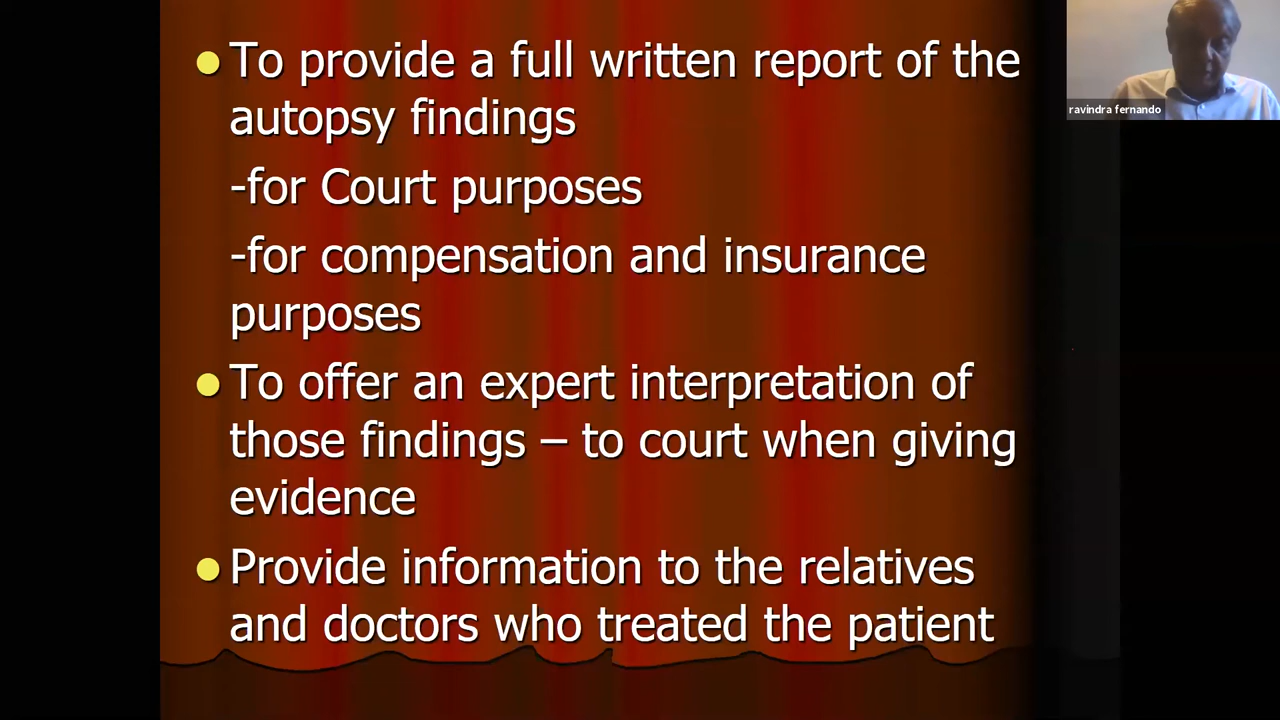 To provide a full written report of the
autopsy findings
-for Court purposes
-for compensation and insurance
purposes
To offer an expert interpretation of
those findings – to court when giving
evidence
Provide information to the relatives
and doctors who treated the patient
ravindra fernando